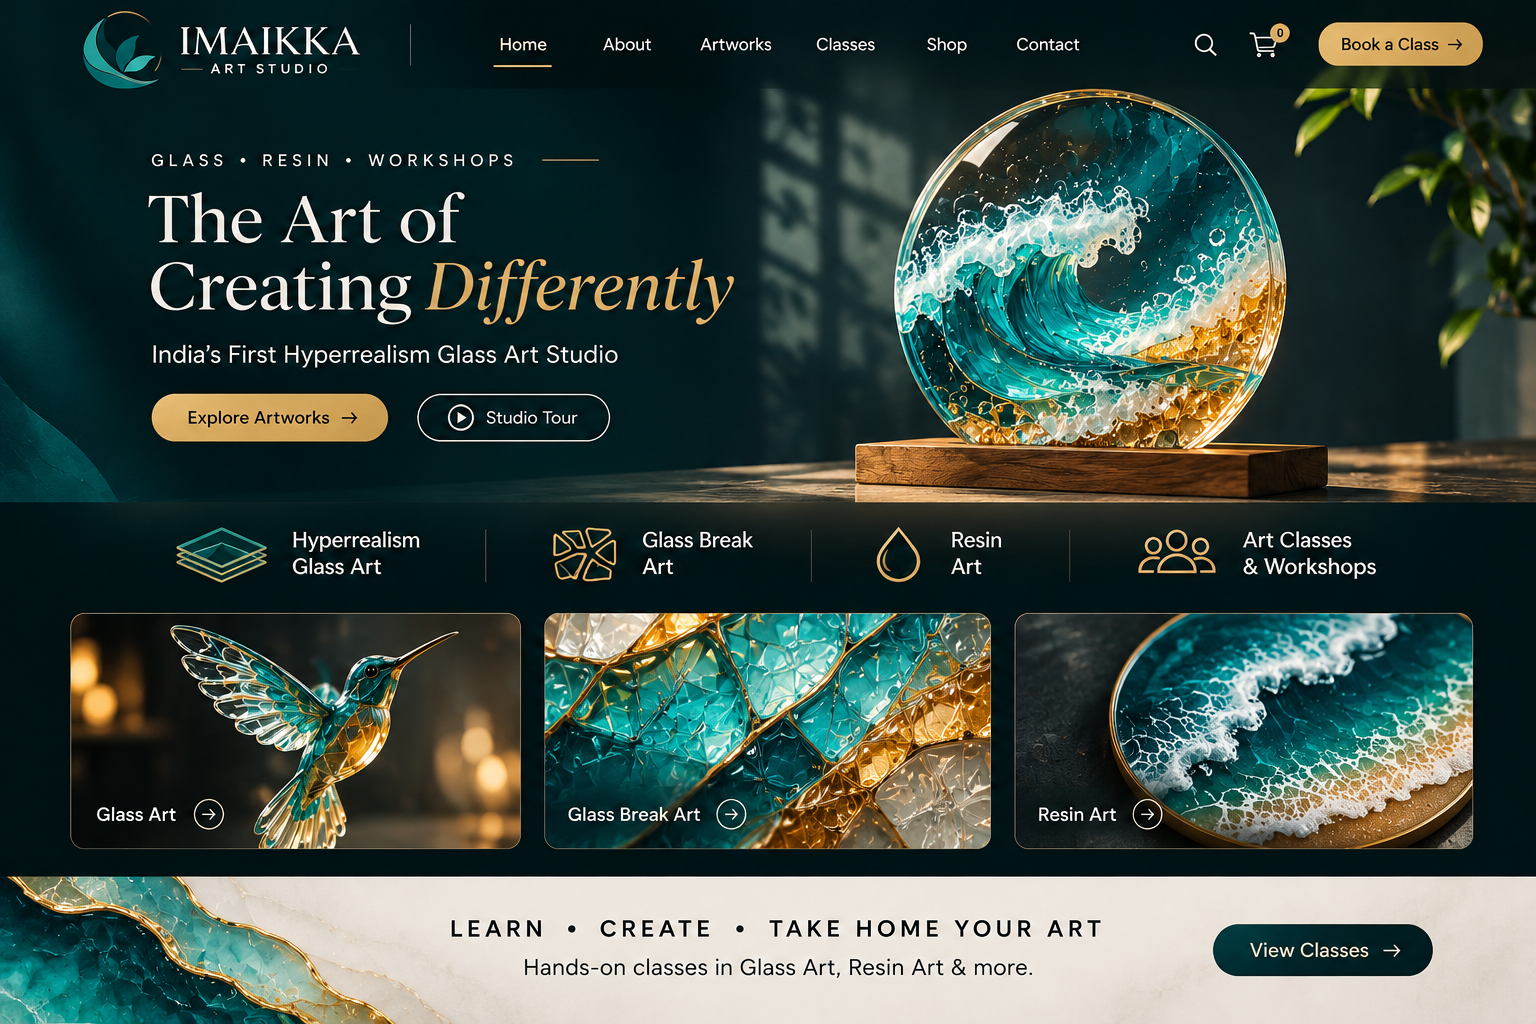 IMAIKKA
ART STUDIO
Home
About
Artworks
Classes
Shop
Contact
0
Book a Class →
GLASS • RESIN • WORKSHOPS
The Art of
Creating Differently
India’s First Hyperrealism Glass Art Studio
Explore Artworks →
Studio Tour
Hyperrealism
Glass Art
Glass Break
Art
Resin
Art
Art Classes
& Workshops
Glass Art →
Glass Break Art →
Resin Art →
LEARN • CREATE • TAKE HOME YOUR ART
Hands-on classes in Glass Art, Resin Art & more.
View Classes →